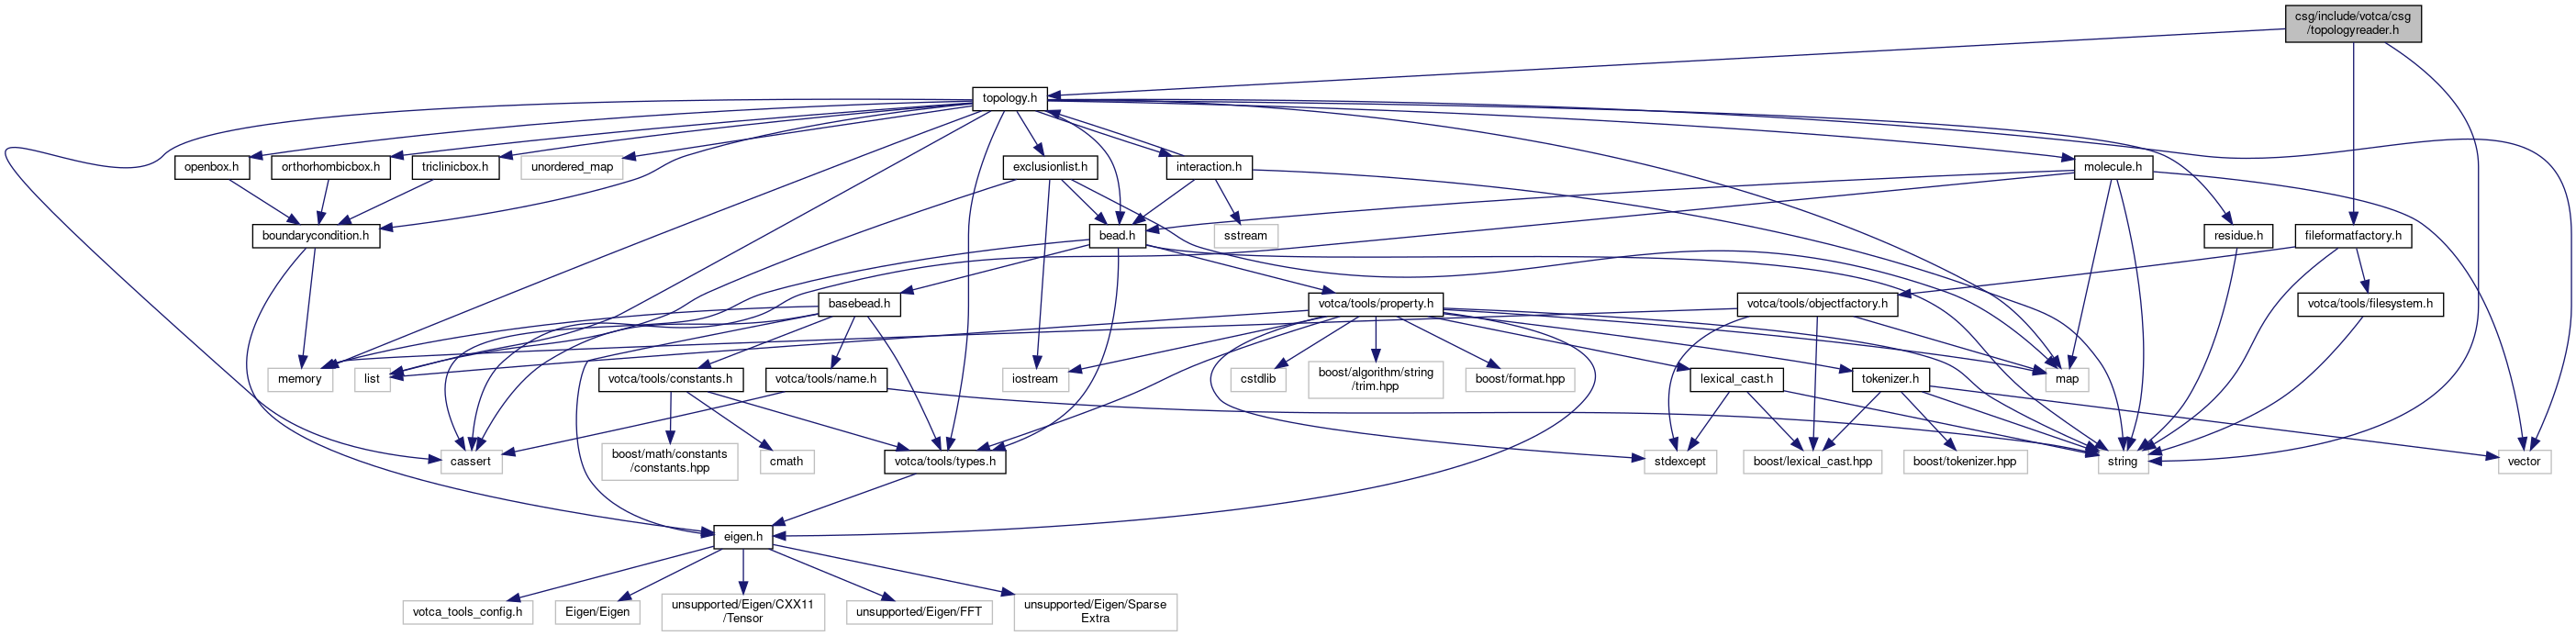 csg/include/votca/csg
/topologyreader.h
topology.h
openbox.h
orthorhombicbox.h
triclinicbox.h
unordered_map
exclusionlist.h
interaction.h
molecule.h
boundarycondition.h
bead.h
sstream
residue.h
fileformatfactory.h
basebead.h
votca/tools/property.h
votca/tools/objectfactory.h
votca/tools/filesystem.h
memory
list
votca/tools/constants.h
votca/tools/name.h
iostream
cstdlib
boost/algorithm/string
/trim.hpp
boost/format.hpp
lexical_cast.h
tokenizer.h
map
cassert
boost/math/constants
/constants.hpp
cmath
votca/tools/types.h
stdexcept
boost/lexical_cast.hpp
boost/tokenizer.hpp
string
vector
eigen.h
votca_tools_config.h
Eigen/Eigen
unsupported/Eigen/CXX11
/Tensor
unsupported/Eigen/FFT
unsupported/Eigen/Sparse
Extra